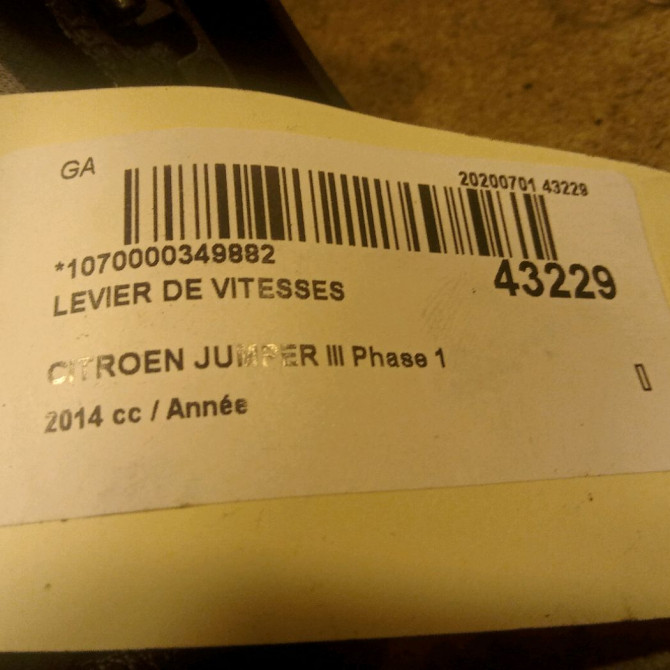 GA
20200701 43229
*1070000349882
43229
LEVIER DE VITESSES
CITROEN JUMPER III Phase 1
2014 cc / Année